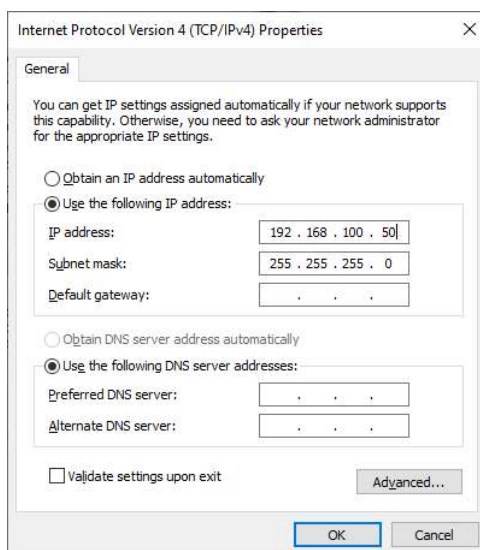 Internet Protocol Version 4 (TCP/IPv4) Properties
General
You can get IP settings assigned automatically if your network supports
this capability. Otherwise, you need to ask your network administrator
for the appropriate IP settings.
Obtain an IP address automatically
Use the following IP address:
IP address: 192 . 168 . 100 . 50
Subnet mask: 255 . 255 . 255 . 0
Default gateway: . . .
Obtain DNS server address automatically
Use the following DNS server addresses:
Preferred DNS server: . . .
Alternate DNS server: . . .
Validate settings upon exit
Advanced...
OK Cancel